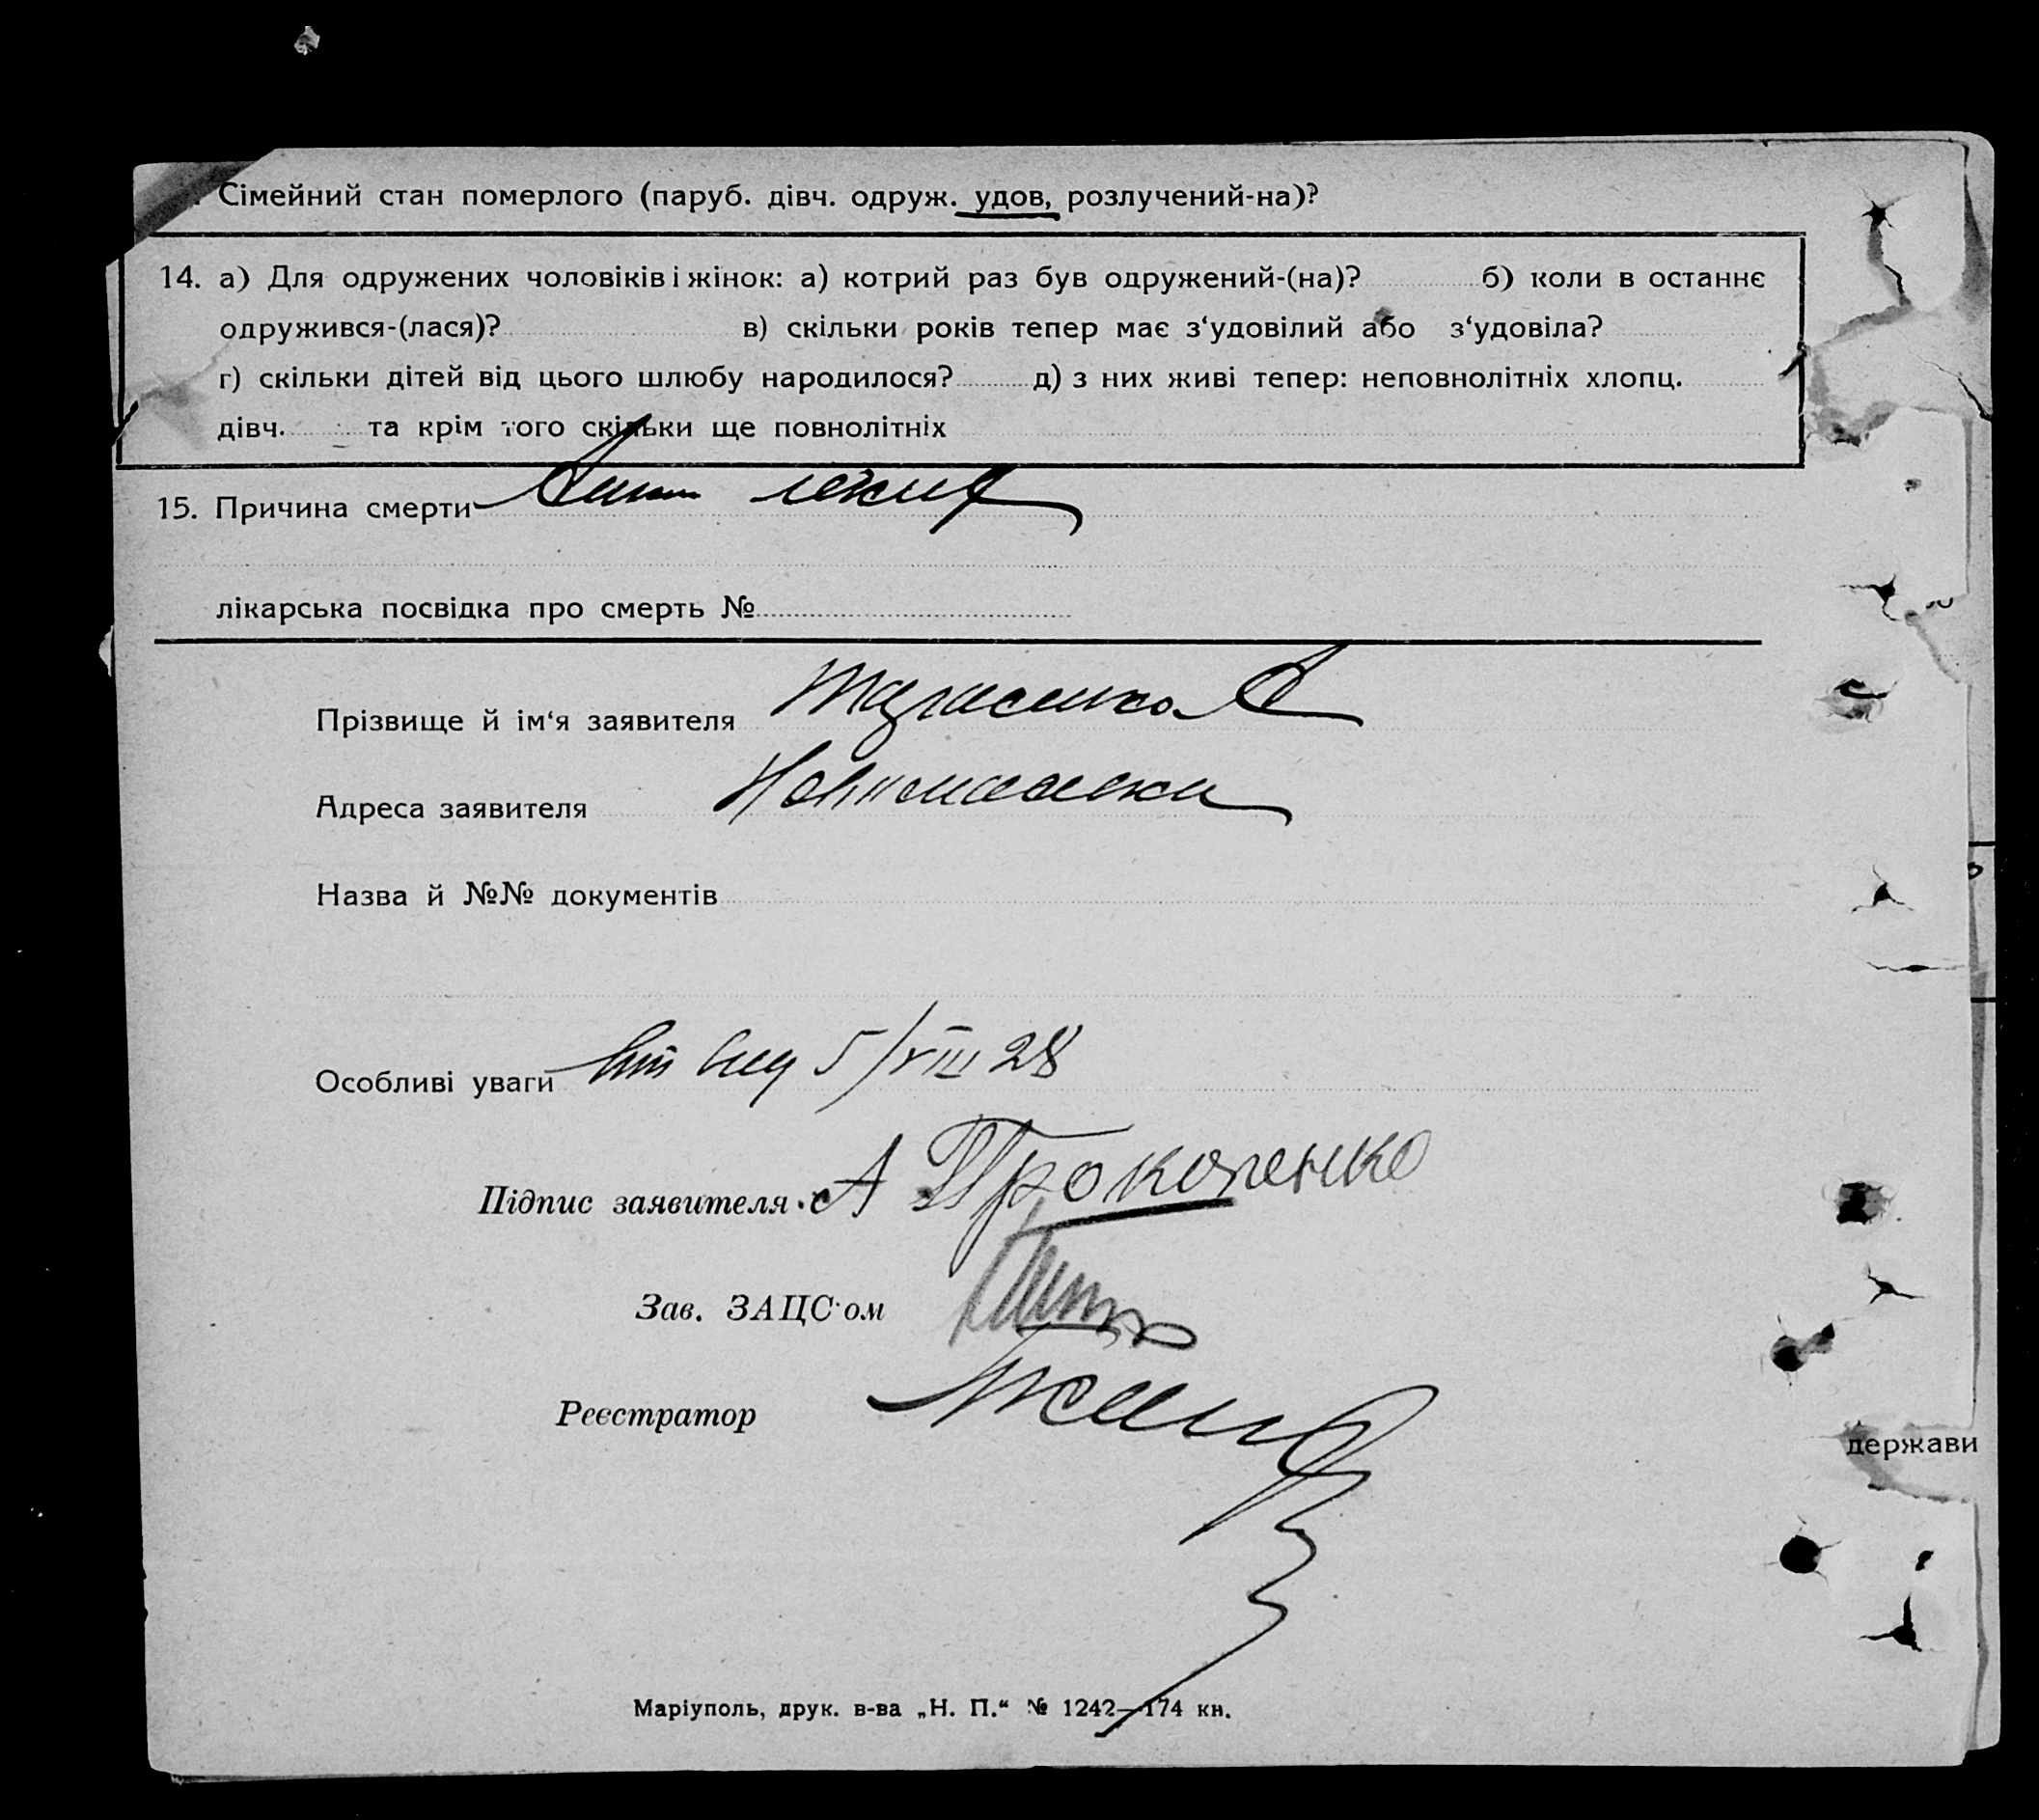 Сімейний стан померлого (паруб. дівч. одруж. удов, розлучений-на)?
14. а) Для одружених чоловіків і жінок: а) котрий раз був одружений-(на)? б) коли в останнє
одружився-(лася)? в) скільки років тепер має з‘удовілий або з‘удовіла?
г) скільки дітей від цього шлюбу народилося? д) з них живі тепер: неповнолітніх хлопц.
дівч. та крім того скільки ще повнолітніх
15. Причина смерти
лікарська посвідка про смерть №
Прізвище й ім‘я заявителя
Адреса заявителя
Назва й №№ документів
Особливі уваги 5/VIII 28
Підпис заявителя А Прокопенко
Зав. ЗАЦС‘ом
Реєстратор
держави
Маріуполь, друк. в-ва „Н. П.“ № 1242—174 кн.